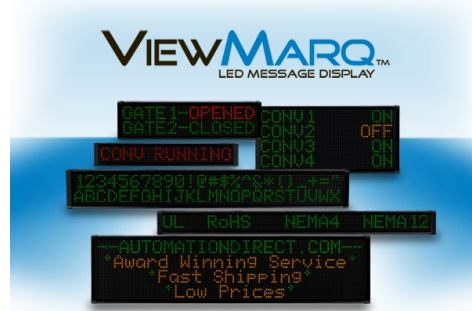 VIEWMARQ™
LED MESSAGE DISPLAY
GATE1-OPENED
GATE2-CLOSED
CONV1 ON
CONV2 OFF
CONV3 ON
CONV4 ON
CONV RUNNING
1234567890!@#$%^&*()_+="
ABCDEFGHIJKLMNOPQRSTUVWX
UL RoHS NEMA4 NEMA12
--AUTOMATIONDIRECT.COM--
*Award Winning Service*
*Fast Shipping*
*Low Prices*